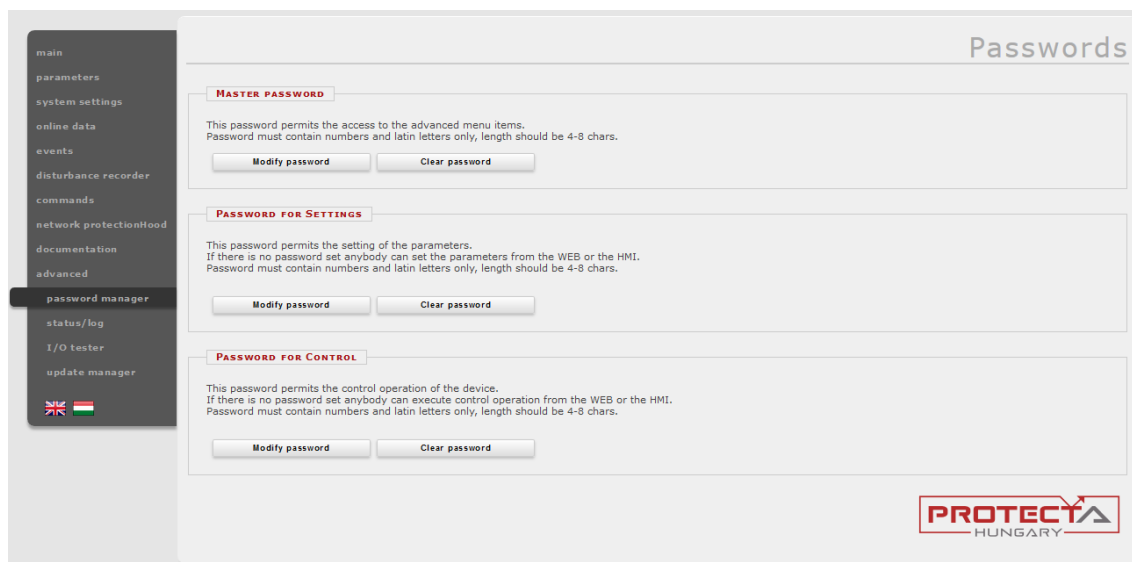 main
parameters
system settings
online data
events
disturbance recorder
commands
network protectionHood
documentation
advanced
password manager
status/log
I/O tester
update manager
Passwords
MASTER PASSWORD
This password permits the access to the advanced menu items.
Password must contain numbers and latin letters only, length should be 4-8 chars.
Modify password Clear password
PASSWORD FOR SETTINGS
This password permits the setting of the parameters.
If there is no password set anybody can set the parameters from the WEB or the HMI.
Password must contain numbers and latin letters only, length should be 4-8 chars.
Modify password Clear password
PASSWORD FOR CONTROL
This password permits the control operation of the device.
If there is no password set anybody can execute control operation from the WEB or the HMI.
Password must contain numbers and latin letters only, length should be 4-8 chars.
Modify password Clear password
PROTECTA
HUNGARY